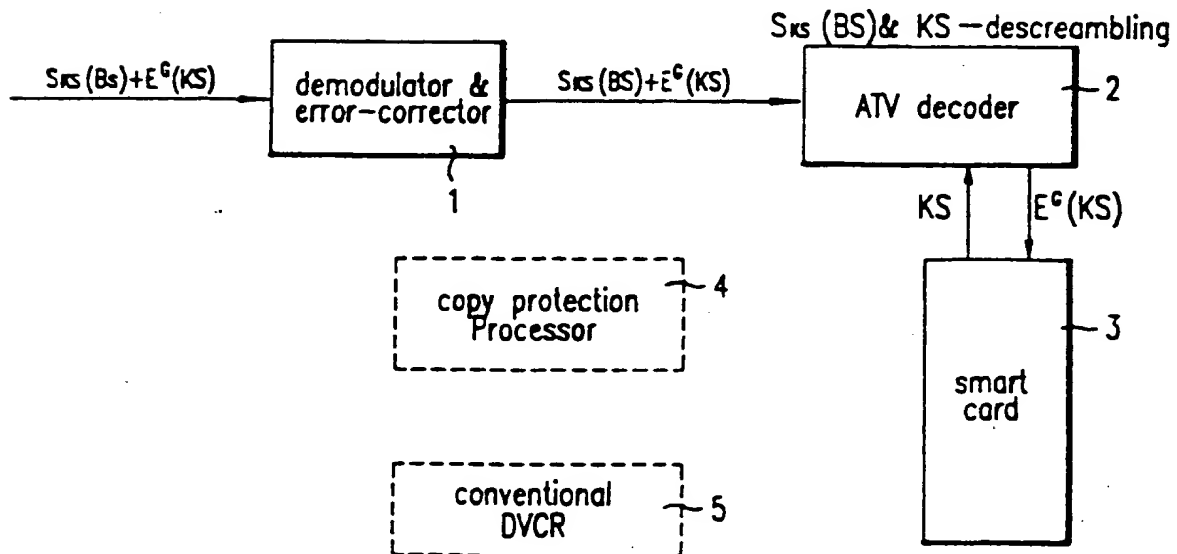 SKS (BS)& KS —descreambling
SKS(BS)+E^G(KS)
demodulator &
error-corrector
1
SKS(BS)+E^G(KS)
ATV decoder
2
KS
E^G(KS)
copy protection
Processor
4
smart
card
3
conventional
DVCR
5